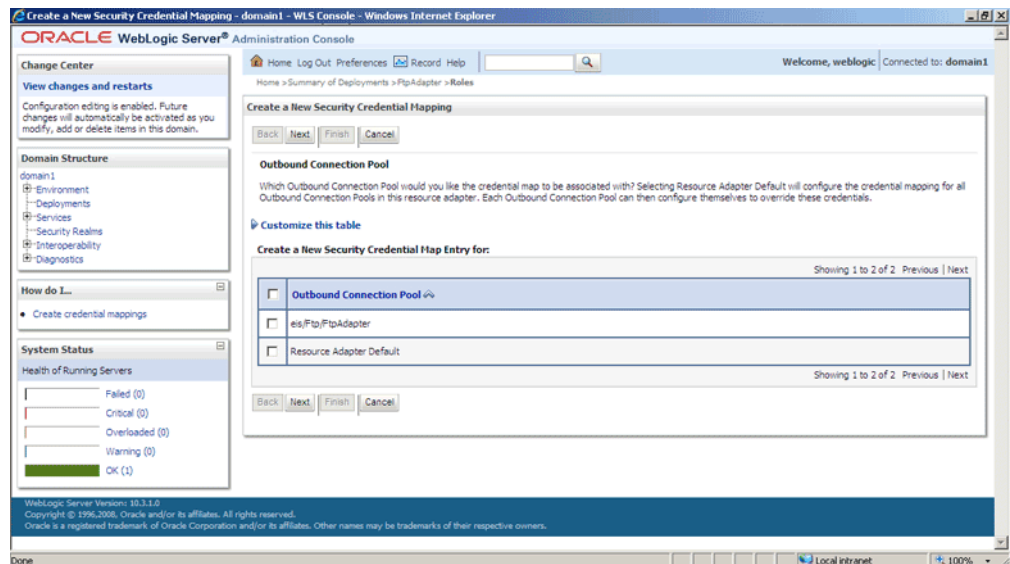 Create a New Security Credential Mapping - domain1 - WLS Console - Windows Internet Explorer
ORACLE WebLogic Server® Administration Console
Change Center
View changes and restarts
Configuration editing is enabled. Future
changes will automatically be activated as you
modify, add or delete items in this domain.
Domain Structure
domain1
Environment
Deployments
Services
Security Realms
Interoperability
Diagnostics
How do I...
Create credential mappings
System Status
Health of Running Servers
Failed (0)
Critical (0)
Overloaded (0)
Warning (0)
OK (1)
Home Log Out Preferences Record Help
Welcome, weblogic Connected to: domain1
Home >Summary of Deployments >FtpAdapter >Roles
Create a New Security Credential Mapping
Back Next Finish Cancel
Outbound Connection Pool
Which Outbound Connection Pool would you like the credential map to be associated with? Selecting Resource Adapter Default will configure the credential mapping for all
Outbound Connection Pools in this resource adapter. Each Outbound Connection Pool can then configure themselves to override these credentials.
Customize this table
Create a New Security Credential Map Entry for:
Showing 1 to 2 of 2 Previous | Next
Outbound Connection Pool
eis/Ftp/FtpAdapter
Resource Adapter Default
Showing 1 to 2 of 2 Previous | Next
Back Next Finish Cancel
WebLogic Server Version: 10.3.1.0
Copyright © 1996,2008, Oracle and/or its affiliates. All rights reserved.
Oracle is a registered trademark of Oracle Corporation and/or its affiliates. Other names may be trademarks of their respective owners.
Done
Local intranet
100%